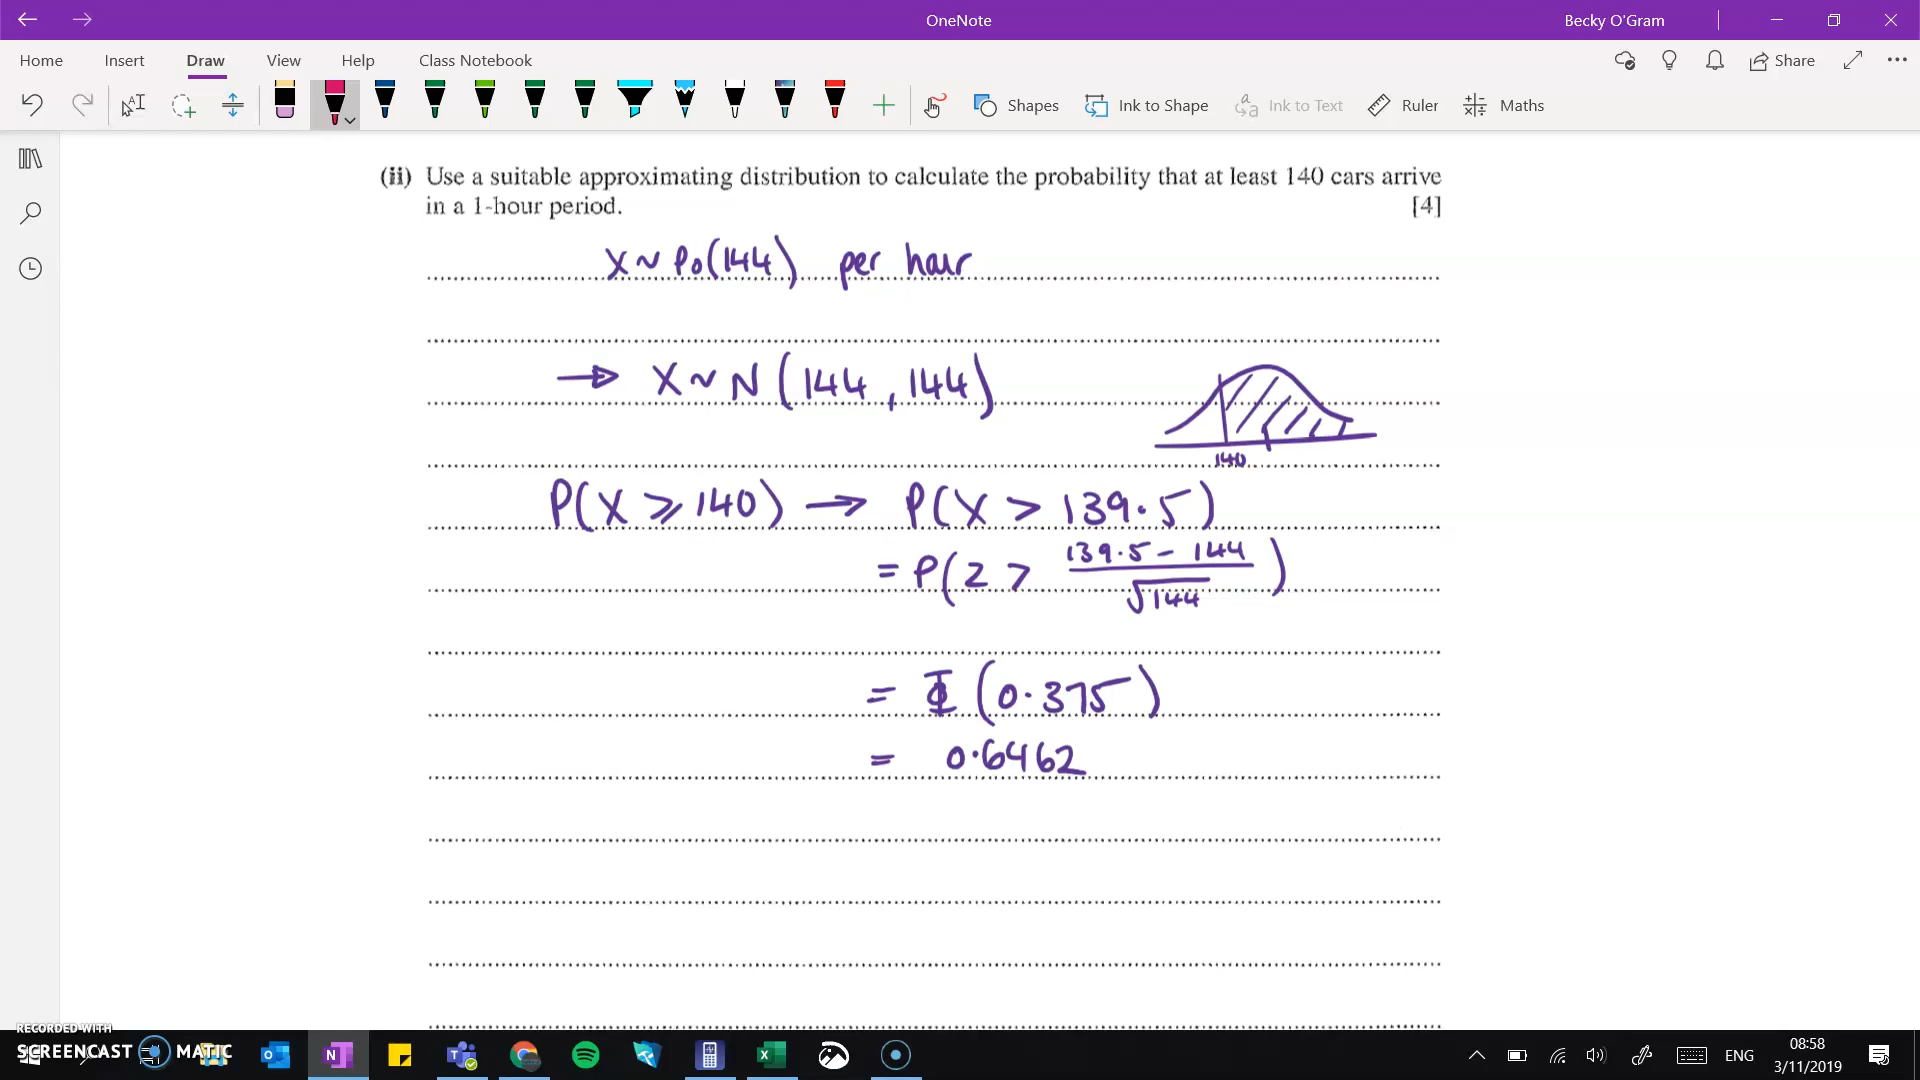 OneNote
Becky O'Gram
Home Insert Draw View Help Class Notebook
Share
Shapes Ink to Shape Ink to Text Ruler Maths
(ii) Use a suitable approximating distribution to calculate the probability that at least 140 cars arrive
in a 1-hour period. [4]
X ~ Po(144) per hour
→ X ~ N(144, 144)
140
P(X ≥ 140) → P(X > 139.5)
= P(Z > (139.5 - 144)/√144)
= Φ(0.375)
= 0.6462
RECORDED WITH
SCREENCAST MATIC
ENG
08:58
3/11/2019